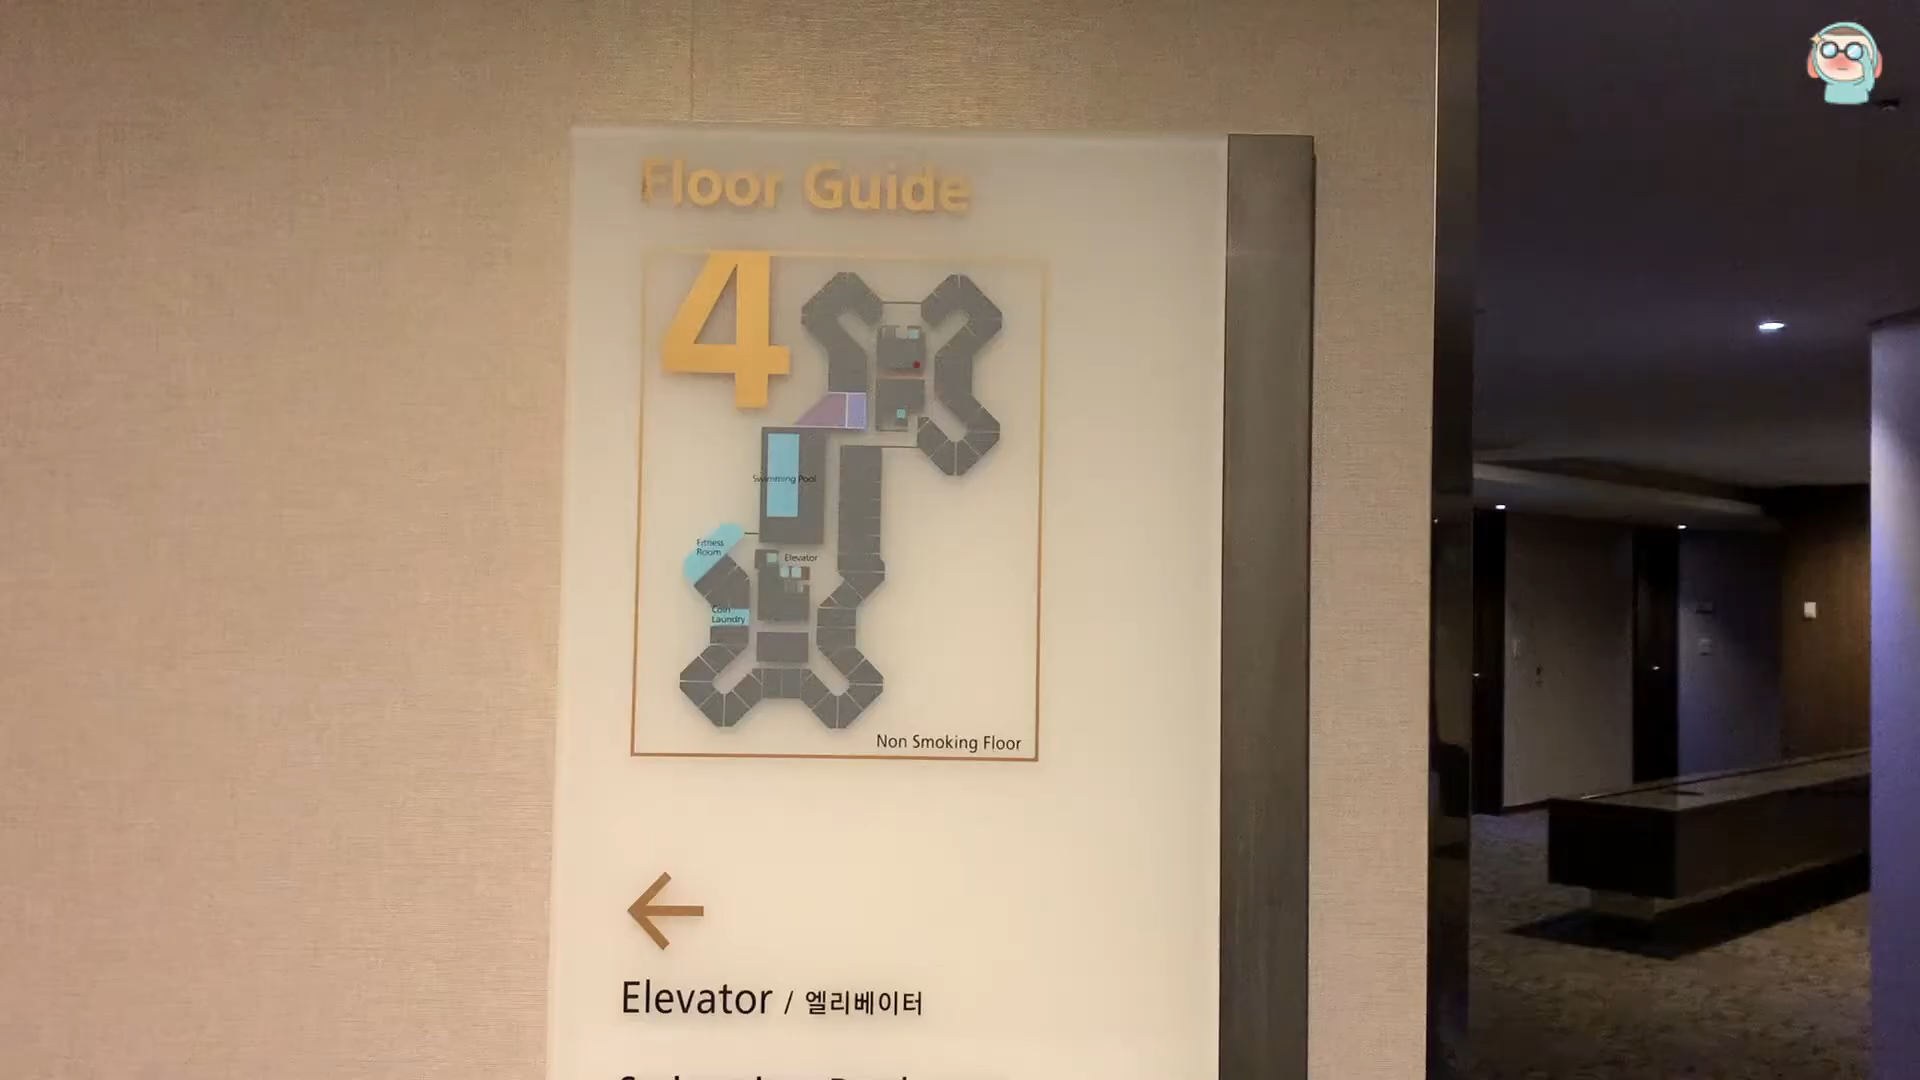 Floor Guide
4
Swimming Pool
Fitness
Room
Elevator
Coin
Laundry
Non Smoking Floor
Elevator / 엘리베이터